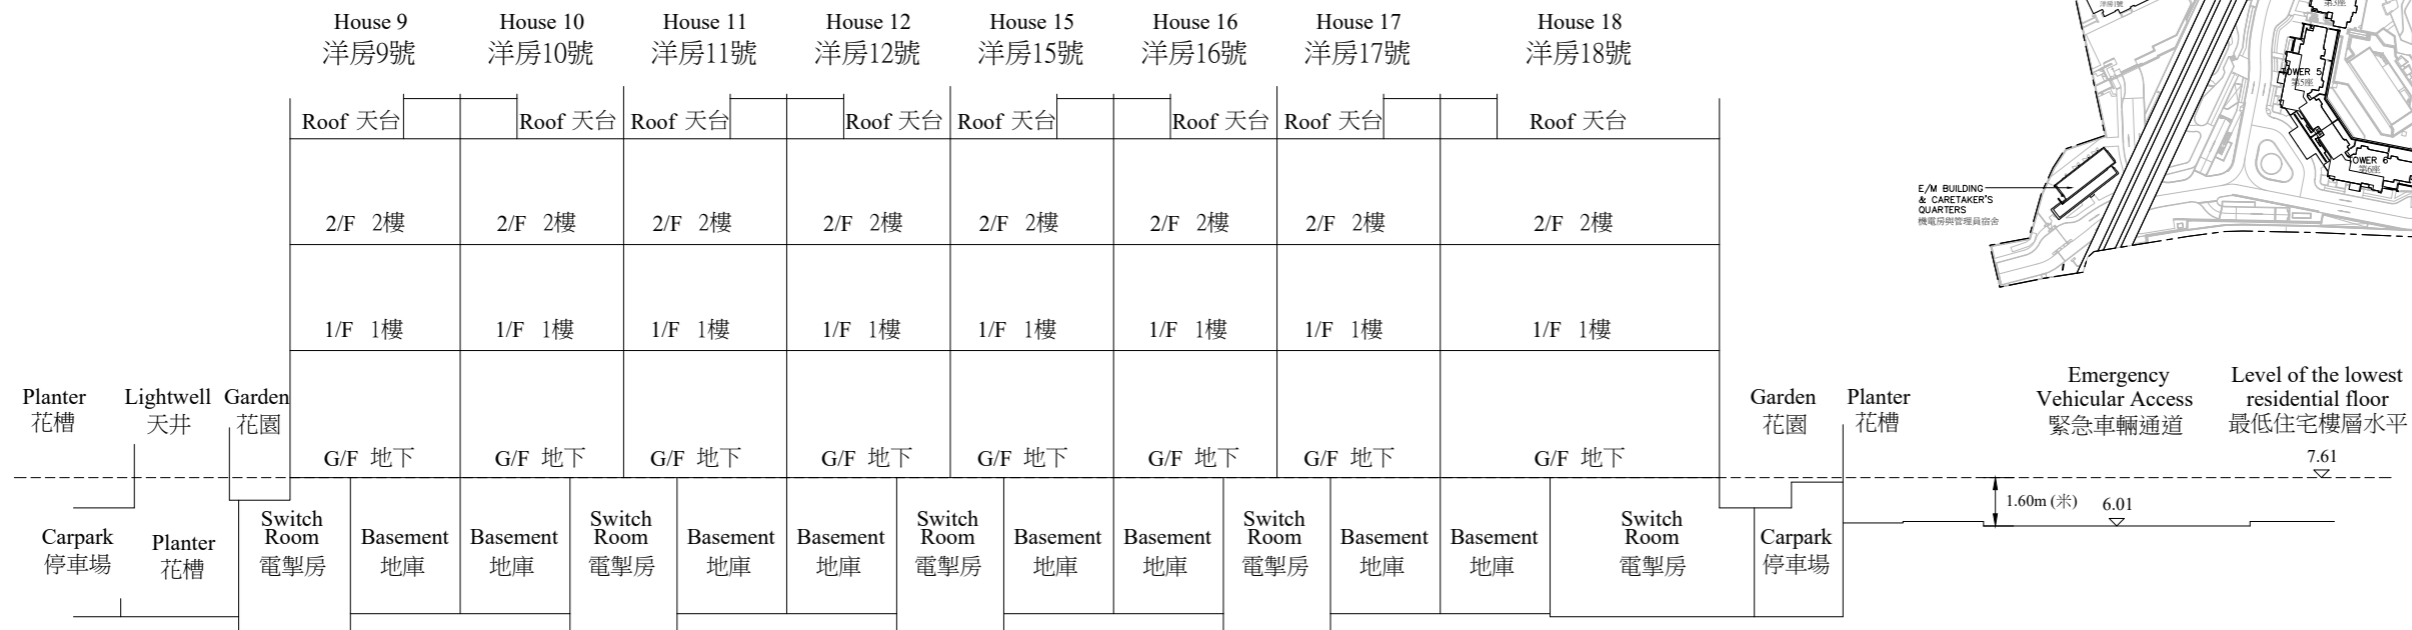 House 9 House 10 House 11 House 12 House 15 House 16 House 17 House 18
洋房9號 洋房10號 洋房11號 洋房12號 洋房15號 洋房16號 洋房17號 洋房18號
Roof 天台 Roof 天台 Roof 天台 Roof 天台 Roof 天台 Roof 天台 Roof 天台 Roof 天台
2/F 2樓 2/F 2樓 2/F 2樓 2/F 2樓 2/F 2樓 2/F 2樓 2/F 2樓 2/F 2樓
1/F 1樓 1/F 1樓 1/F 1樓 1/F 1樓 1/F 1樓 1/F 1樓 1/F 1樓 1/F 1樓
Planter
花槽
Lightwell
天井
Garden
花園
G/F 地下 G/F 地下 G/F 地下 G/F 地下 G/F 地下 G/F 地下 G/F 地下 G/F 地下
Garden
花園
Planter
花槽
Emergency
Vehicular Access
緊急車輛通道
Level of the lowest
residential floor
最低住宅樓層水平
7.61
1.60m (米)
6.01
Carpark
停車場
Planter
花槽
Switch
Room
電掣房
Basement
地庫
Basement
地庫
Switch
Room
電掣房
Basement
地庫
Basement
地庫
Switch
Room
電掣房
Basement
地庫
Basement
地庫
Switch
Room
電掣房
Basement
地庫
Basement
地庫
Switch
Room
電掣房
Carpark
停車場
第3座
TOWER 5
第5座
OWER 6
第6座
E/M BUILDING
& CARETAKER'S
QUARTERS
機電房與管理員宿舍